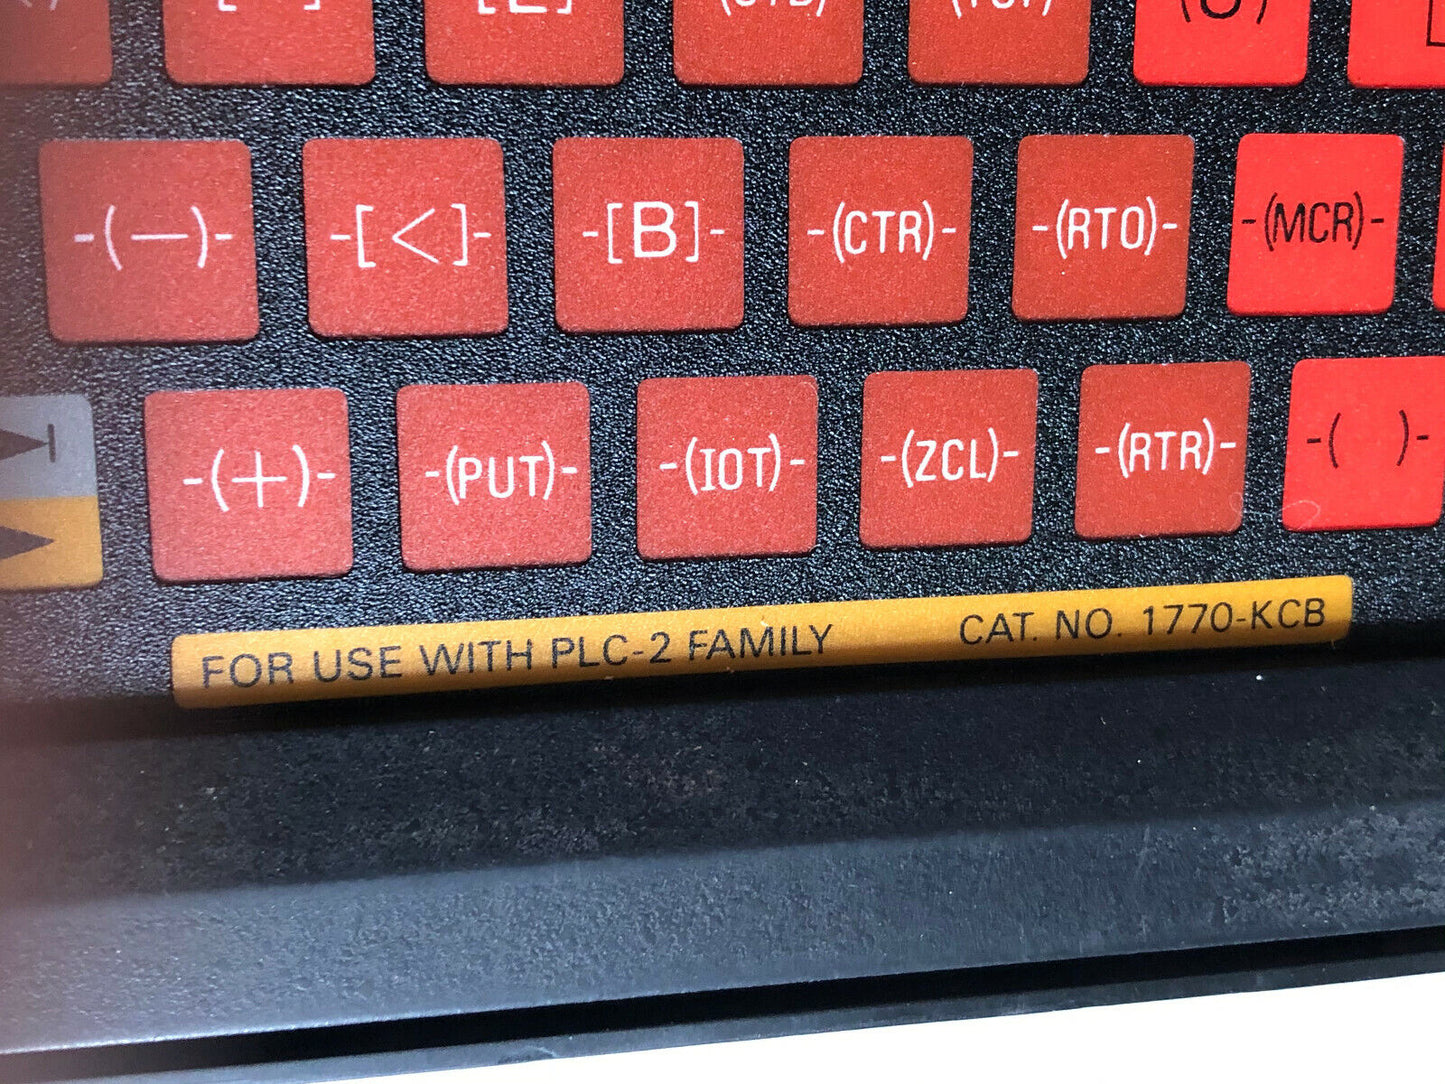 -(−)- -[<]- -[B]- -(CTR)- -(RTO)- -(MCR)-
-(+)- -(PUT)- -(IOT)- -(ZCL)- -(RTR)- -( )-
FOR USE WITH PLC-2 FAMILY CAT. NO. 1770-KCB